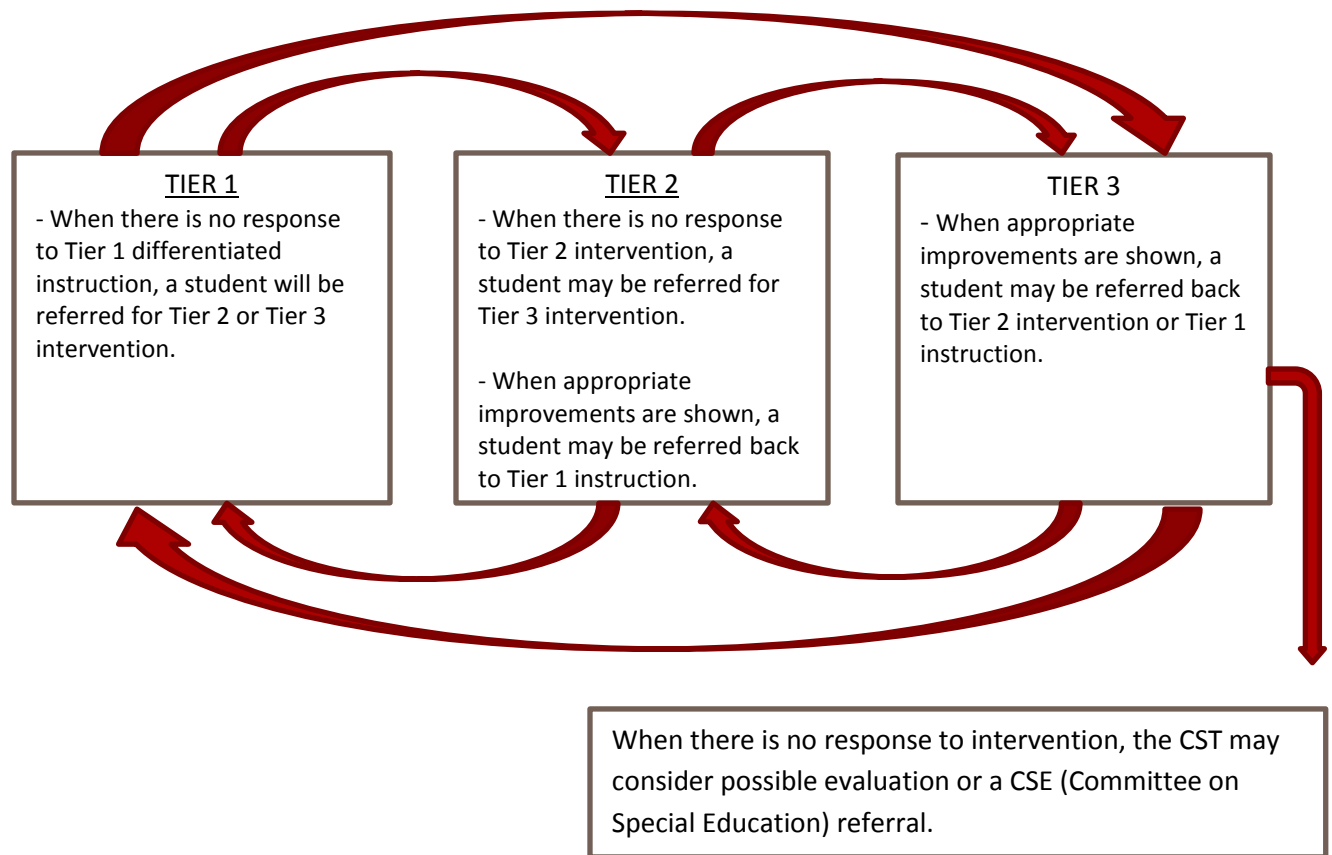 TIER 1
- When there is no response
to Tier 1 differentiated
instruction, a student will be
referred for Tier 2 or Tier 3
intervention.
TIER 2
- When there is no response
to Tier 2 intervention, a
student may be referred for
Tier 3 intervention.
- When appropriate
improvements are shown, a
student may be referred back
to Tier 1 instruction.
TIER 3
- When appropriate
improvements are shown, a
student may be referred back
to Tier 2 intervention or Tier 1
instruction.
When there is no response to intervention, the CST may
consider possible evaluation or a CSE (Committee on
Special Education) referral.